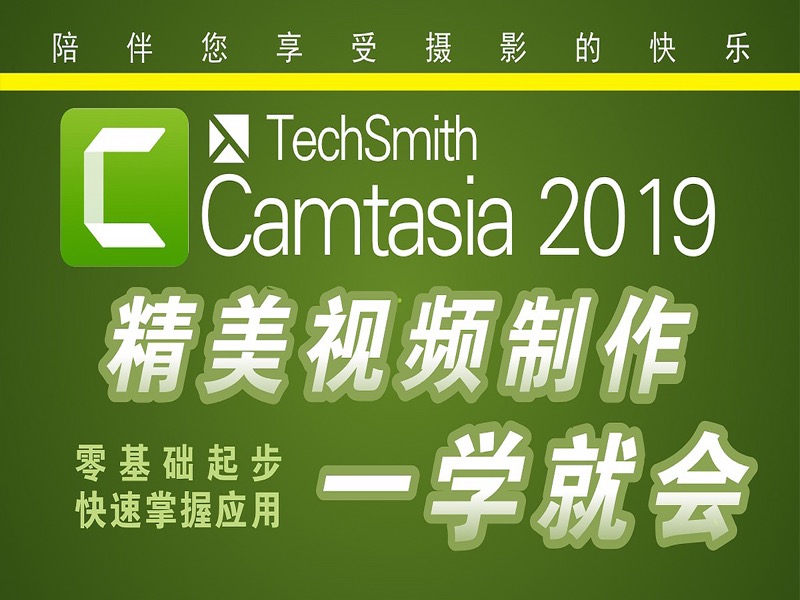 陪伴您享受摄影的快乐
TechSmith
Camtasia 2019
精美视频制作
零基础起步
快速掌握应用
一学就会